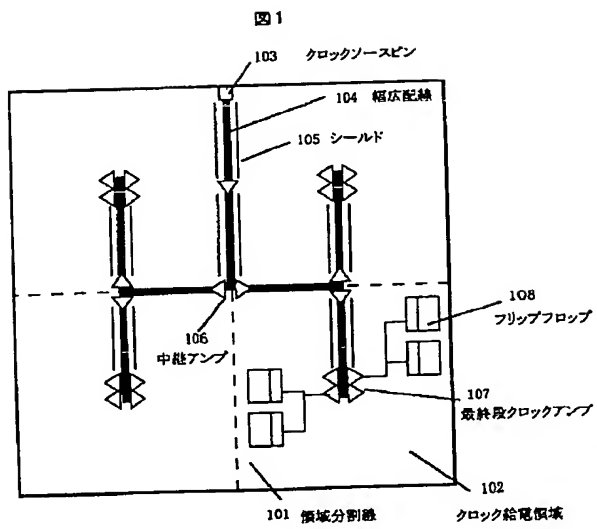 図1
103 クロックソースピン
104 幅広配線
105 シールド
106
中継アンプ
108
フリップフロップ
107
最終段クロックアンプ
101 領域分割線
102
クロック給電領域